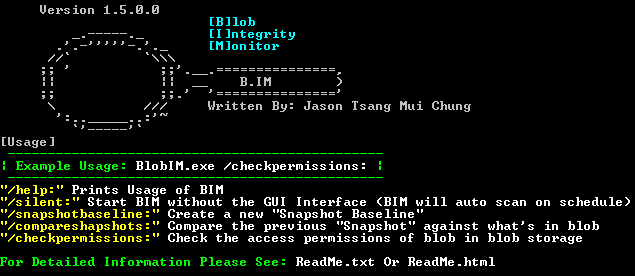 Version 1.5.0.0
[B]lob
[I]ntegrity
[M]onitor
B.IM
Written By: Jason Tsang Mui Chung
[Usage]
Example Usage: BlobIM.exe /checkpermissions:
"/help:" Prints Usage of BIM
"/silent:" Start BIM without the GUI Interface (BIM will auto scan on schedule)
"/snapshotbaseline:" Create a new "Snapshot Baseline"
"/compareshapshots:" Compare the previous "Snapshot" against what's in blob
"/checkpermissions:" Check the access permissions of blob in blob storage
For Detailed Information Please See: ReadMe.txt Or ReadMe.html